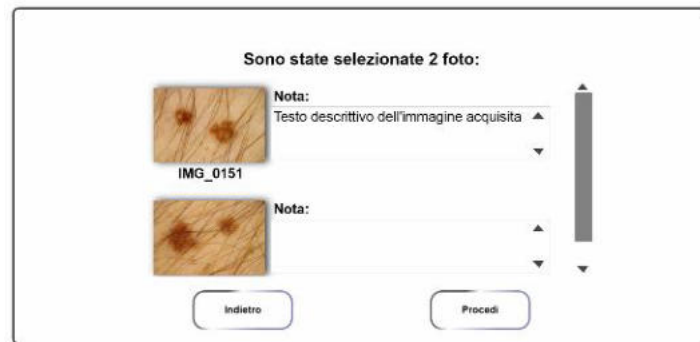 Sono state selezionate 2 foto:
Nota:
Testo descrittivo dell'immagine acquisita
IMG_0151
Nota:
Indietro
Procedi